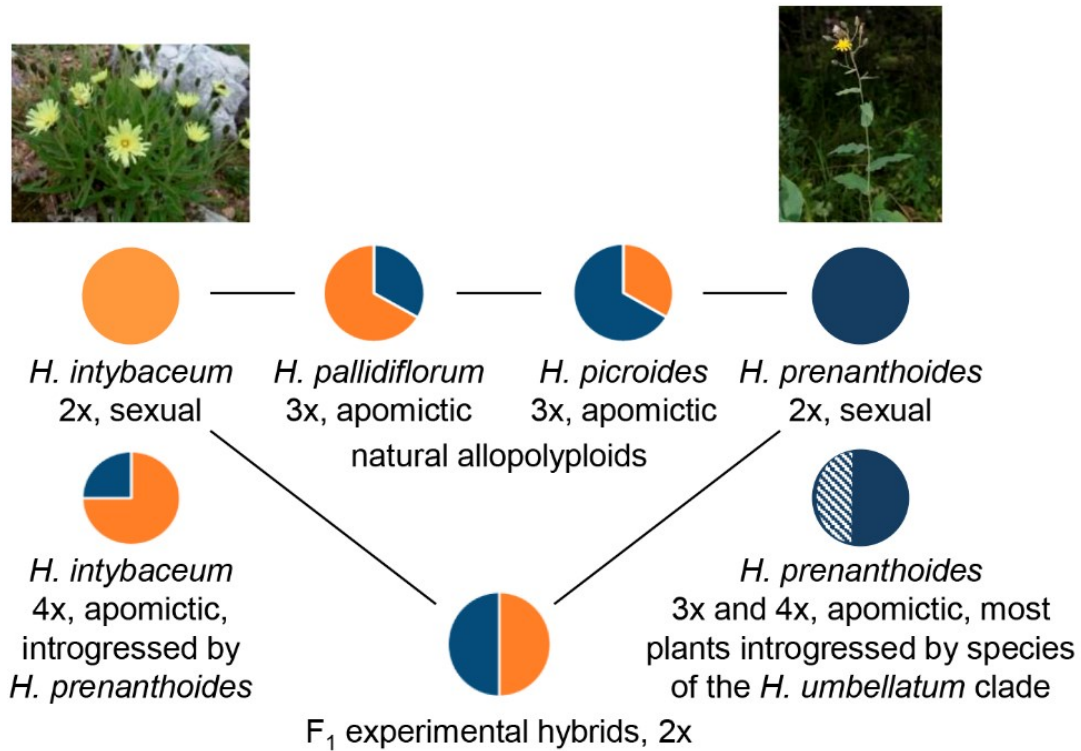 H. intybaceum
2x, sexual
H. pallidiflorum
3x, apomictic
H. picroides
3x, apomictic
natural allopolyploids
H. prenanthoides
2x, sexual
H. intybaceum
4x, apomictic,
introgressed by
H. prenanthoides
H. prenanthoides
3x and 4x, apomictic, most
plants introgressed by species
of the H. umbellatum clade
F₁ experimental hybrids, 2x